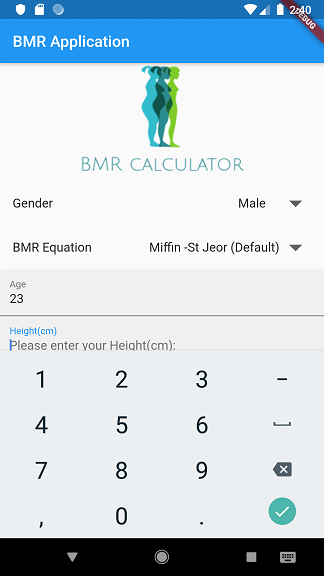 2:40
DEBUG
BMR Application
BMR CALCULATOR
Gender Male
BMR Equation Miffin -St Jeor (Default)
Age
23
Height(cm)
Please enter your Height(cm):
1 2 3 –
4 5 6
7 8 9
, 0 .